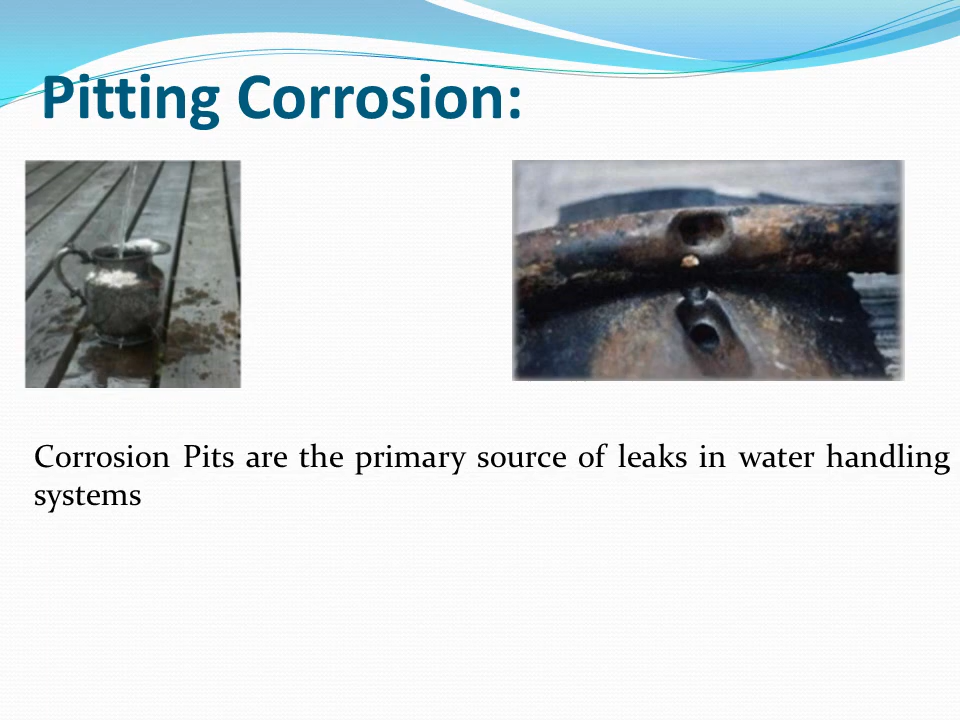 Pitting Corrosion:
Corrosion Pits are the primary source of leaks in water handling
systems